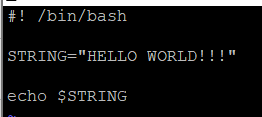 #! /bin/bash
STRING="HELLO WORLD!!!"
echo $STRING
~